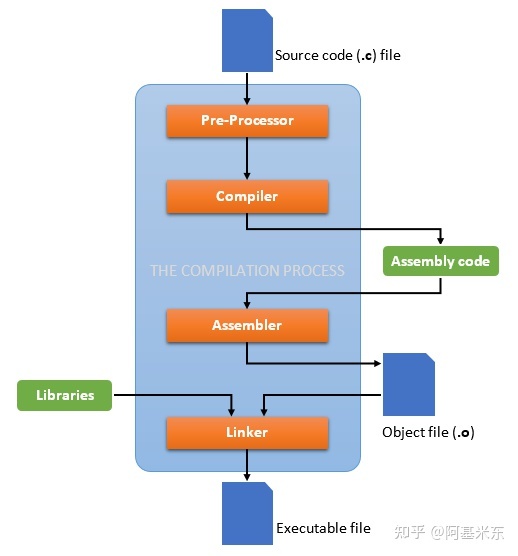 Source code (.c) file
Pre-Processor
Compiler
Assembly code
THE COMPILATION PROCESS
Assembler
Libraries
Linker
Object file (.o)
Executable file
知乎 @阿基米东